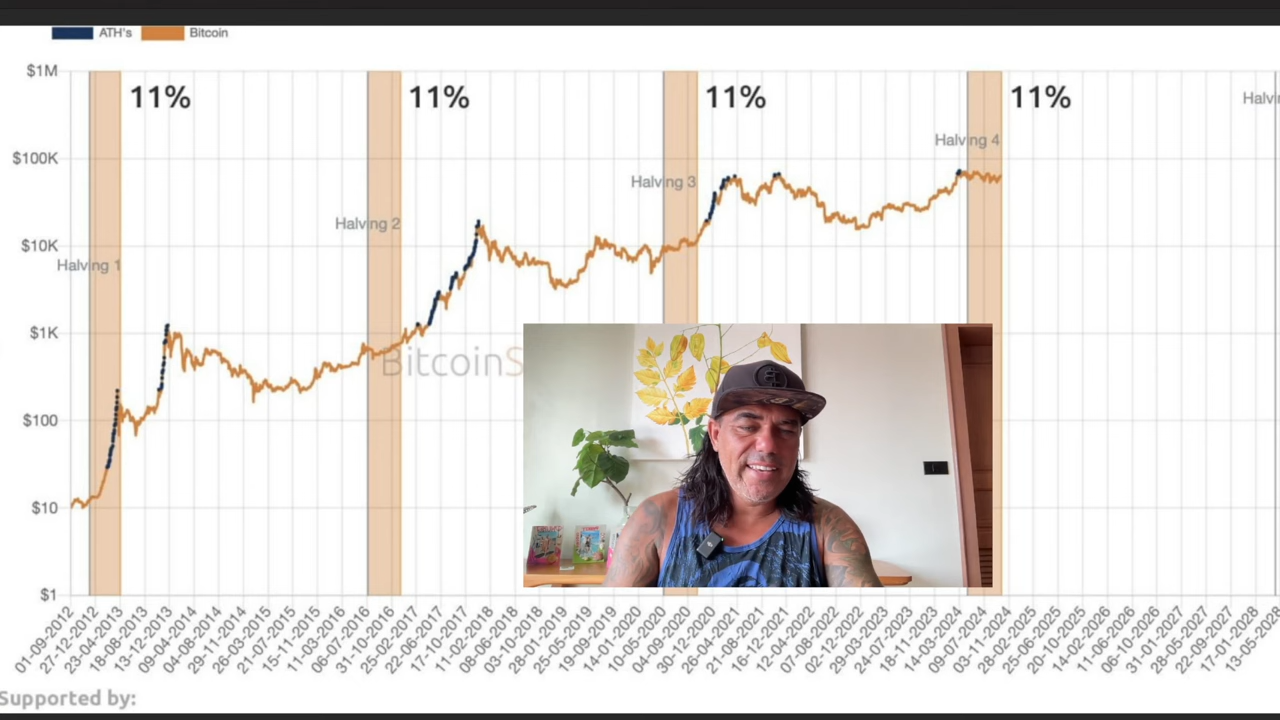 ATH's Bitcoin
$1M
11% 11% 11% 11%
Halvin
$100K
Halving 4
Halving 3
Halving 2
$10K
Halving 1
$1K
BitcoinS
$100
$10
$1
01-09-2012 27-12-2012 23-04-2013 18-08-2013 13-12-2013 09-04-2014 04-08-2014 29-11-2014 26-03-2015 21-07-2015 15-11-2015 11-03-2016 06-07-2016 31-10-2016 25-02-2017 22-06-2017 17-10-2017 11-02-2018 08-06-2018 03-10-2018 28-01-2019 25-05-2019 19-09-2019 14-01-2020 10-05-2020 04-09-2020 30-12-2020 26-04-2021 21-08-2021 16-12-2021 12-04-2022 07-08-2022 02-12-2022 29-03-2023 24-07-2023 18-11-2023 14-03-2024 09-07-2024 03-11-2024 28-02-2025 25-06-2025 20-10-2025 14-02-2026 11-06-2026 06-10-2026 31-01-2027 28-05-2027 22-09-2027 17-01-2028 13-05-2028
Supported by: